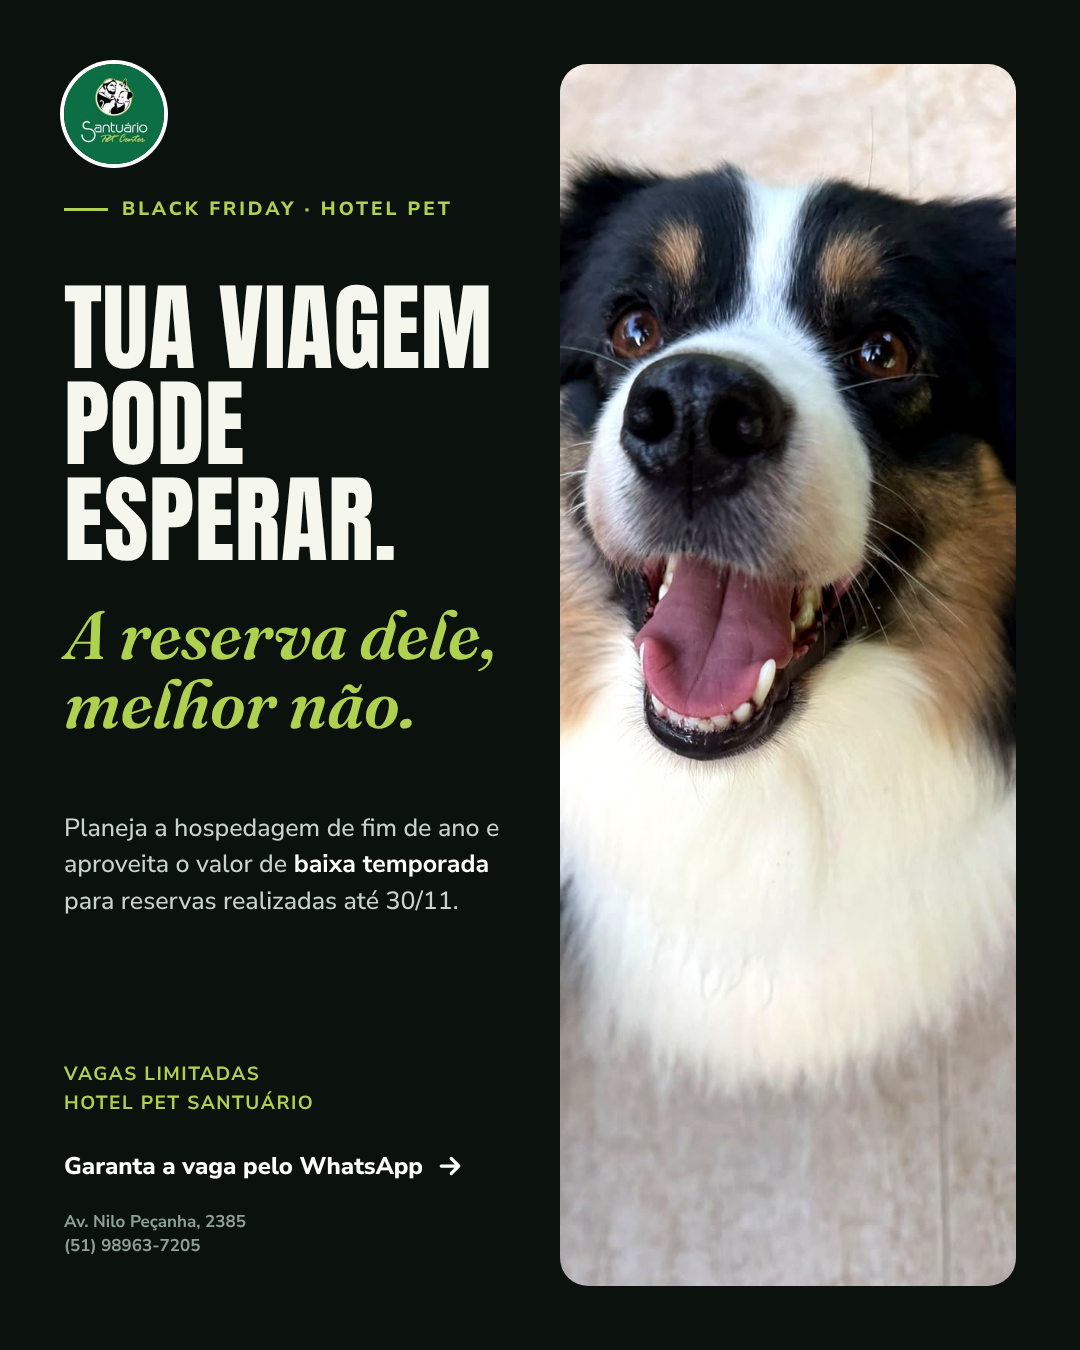 Santuário
Pet Center
BLACK FRIDAY · HOTEL PET
TUA VIAGEM
PODE
ESPERAR.
A reserva dele,
melhor não.
Planeja a hospedagem de fim de ano e
aproveita o valor de baixa temporada
para reservas realizadas até 30/11.
VAGAS LIMITADAS
HOTEL PET SANTUÁRIO
Garanta a vaga pelo WhatsApp →
Av. Nilo Peçanha, 2385
(51) 98963-7205